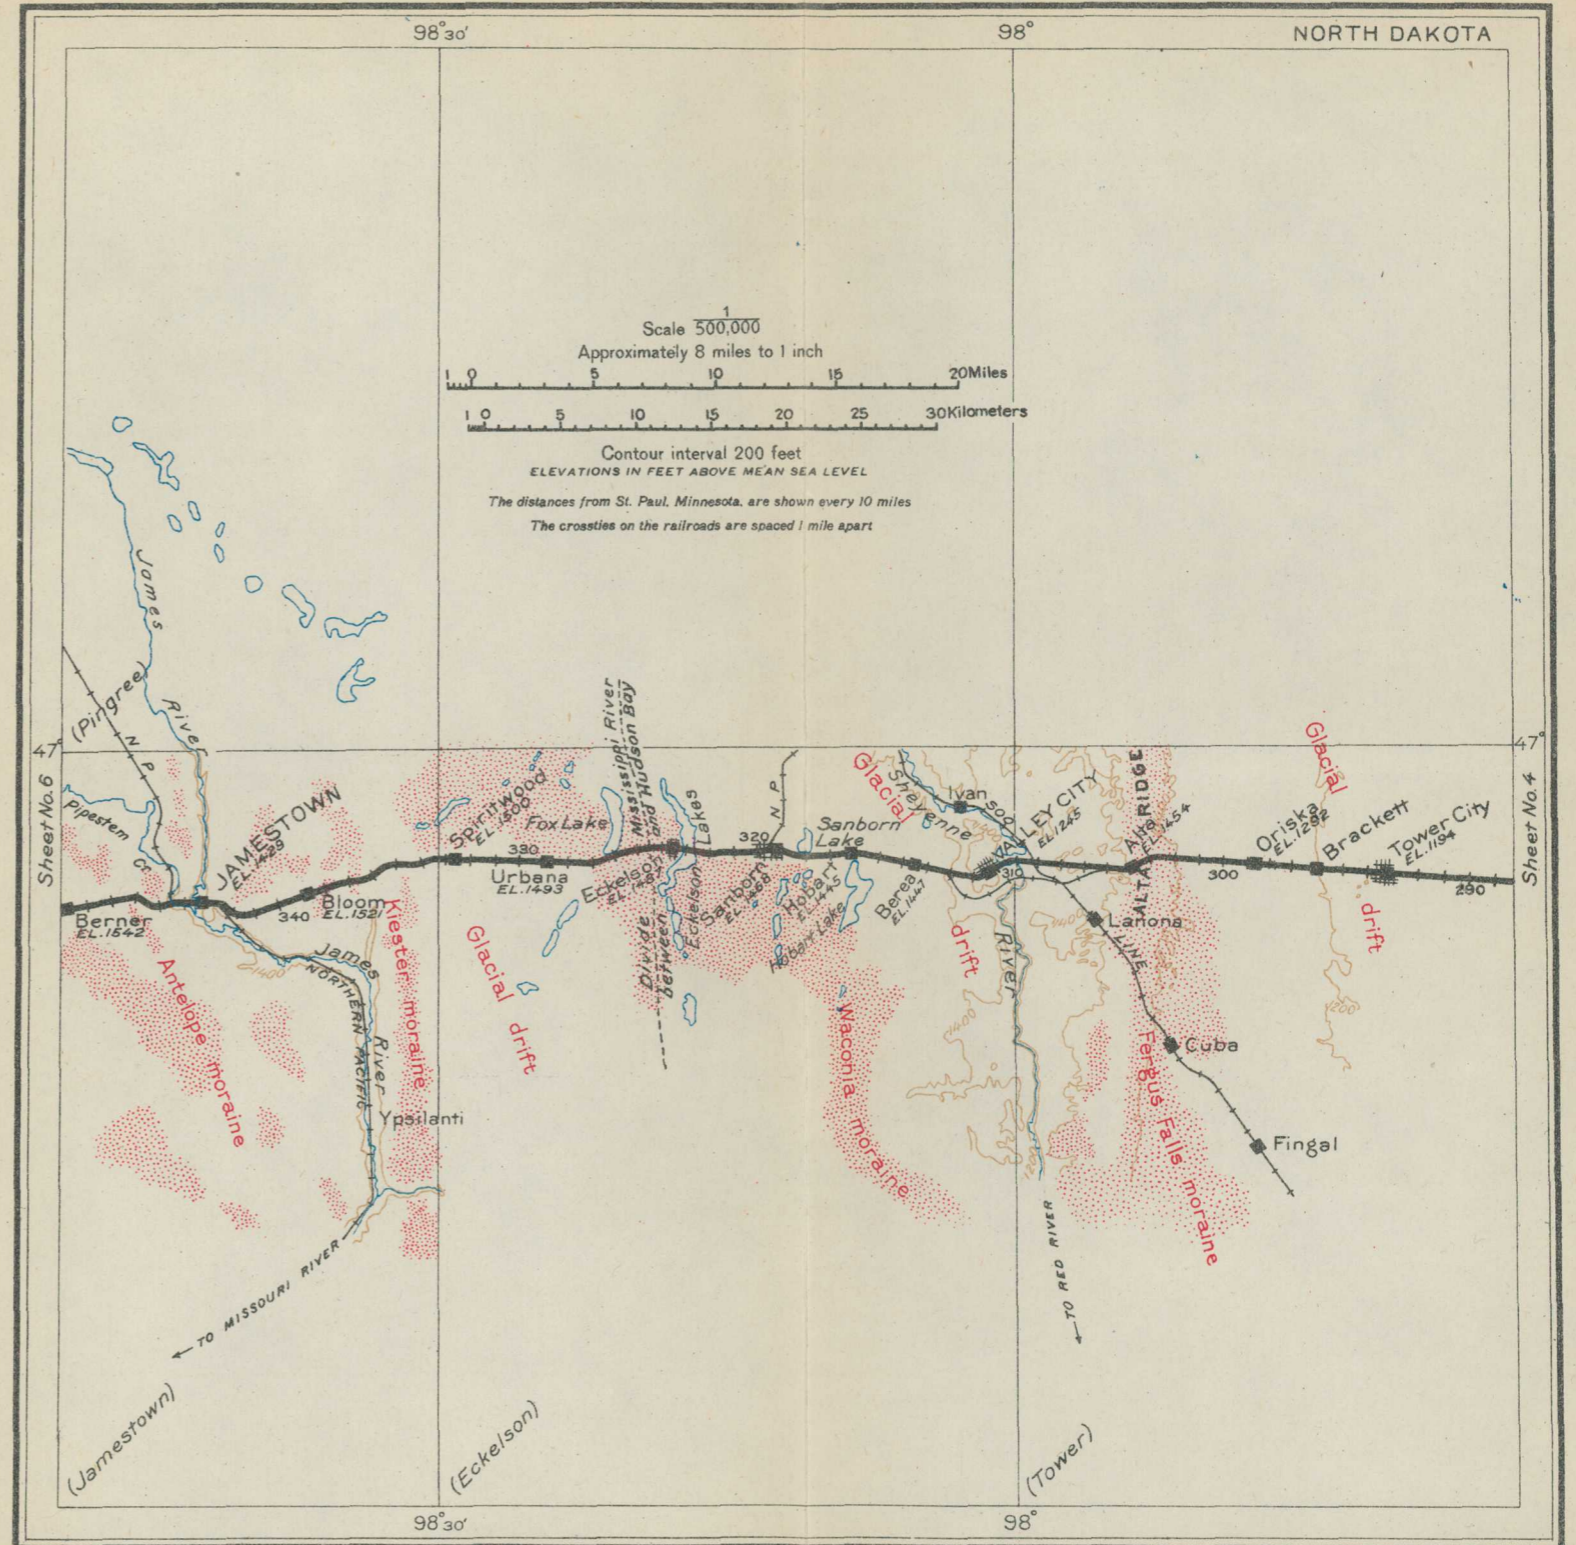 98°30'
98°
NORTH DAKOTA
Scale 1/500,000
Approximately 8 miles to 1 inch
1 0 5 10 15 20 Miles
1 0 5 10 15 20 25 30 Kilometers
Contour interval 200 feet
ELEVATIONS IN FEET ABOVE MEAN SEA LEVEL
The distances from St. Paul, Minnesota, are shown every 10 miles
The crossties on the railroads are spaced 1 mile apart
James
River
(Pingree)
N P
47°
47°
Sheet No. 6
Sheet No. 4
Pipestem Cr.
JAMESTOWN
EL. 1429
Berner
EL. 1542
340
Bloom
EL. 1521
Spiritwood
EL. 1500
330
Urbana
EL. 1493
Fox Lake
Mississippi River
and Hudson Bay
Divide
between
Eckelson
Eckelson
Lakes
320
N P
Sanborn
EL. 1468
Sanborn
Lake
Hobart
EL. 1445
Hobart Lake
Berea
EL. 1447
Glacial
drift
Sheyenne
River
Ivan
SOO
LINE
VALLEY CITY
EL. 1245
310
Alta
EL. 1454
ALTA RIDGE
300
Oriska
EL. 1292
Brackett
Tower City
EL. 1194
290
Glacial
drift
1200
Lanona
Cuba
Fingal
James
River
NORTHERN PACIFIC
1400
Ypsilanti
Antelope moraine
Kiester moraine
Glacial drift
Waconia moraine
Fergus Falls moraine
TO MISSOURI RIVER
TO RED RIVER
(Jamestown)
(Eckelson)
(Tower)
98°30'
98°